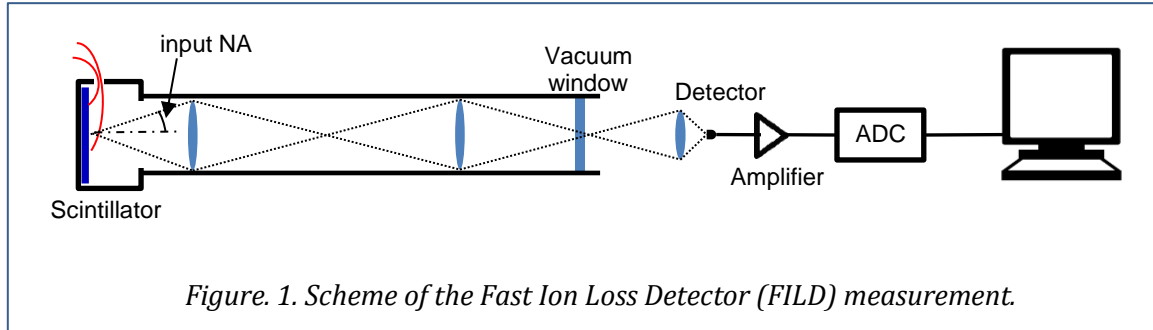 input NA
Vacuum
window
Detector
ADC
Amplifier
Scintillator
Figure. 1. Scheme of the Fast Ion Loss Detector (FILD) measurement.